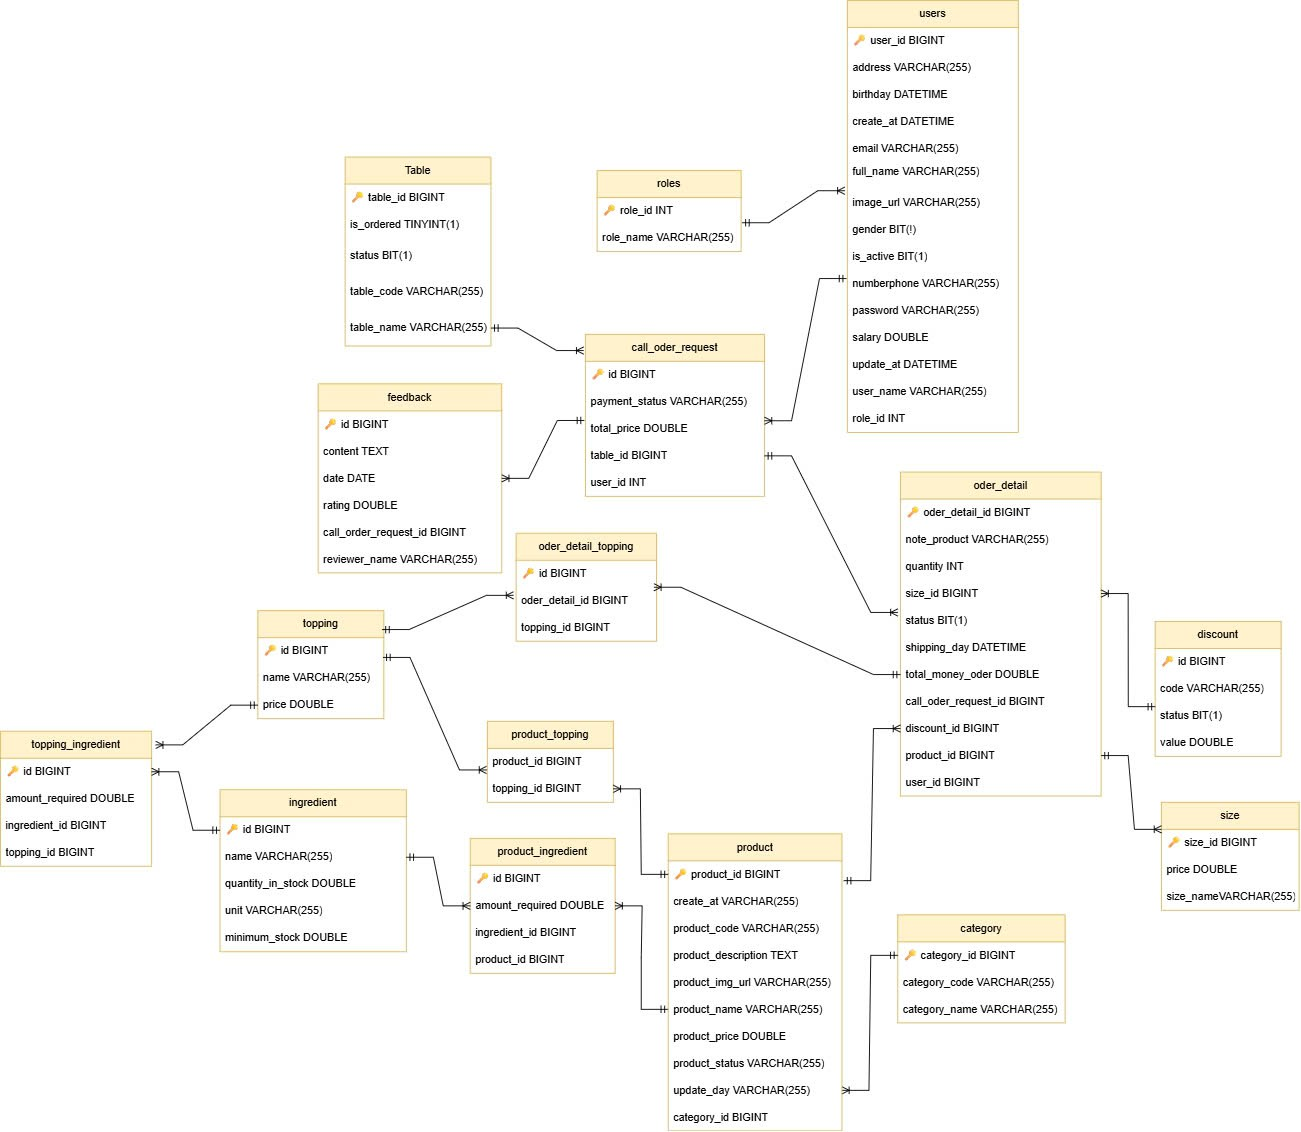 users
user_id BIGINT
address VARCHAR(255)
birthday DATETIME
create_at DATETIME
email VARCHAR(255)
full_name VARCHAR(255)
image_url VARCHAR(255)
gender BIT(!)
is_active BIT(1)
numberphone VARCHAR(255)
password VARCHAR(255)
salary DOUBLE
update_at DATETIME
user_name VARCHAR(255)
role_id INT
Table
table_id BIGINT
is_ordered TINYINT(1)
status BIT(1)
table_code VARCHAR(255)
table_name VARCHAR(255)
roles
role_id INT
role_name VARCHAR(255)
call_oder_request
id BIGINT
payment_status VARCHAR(255)
total_price DOUBLE
table_id BIGINT
user_id INT
feedback
id BIGINT
content TEXT
date DATE
rating DOUBLE
call_order_request_id BIGINT
reviewer_name VARCHAR(255)
oder_detail
oder_detail_id BIGINT
note_product VARCHAR(255)
quantity INT
size_id BIGINT
status BIT(1)
shipping_day DATETIME
total_money_oder DOUBLE
call_oder_request_id BIGINT
discount_id BIGINT
product_id BIGINT
user_id BIGINT
oder_detail_topping
id BIGINT
oder_detail_id BIGINT
topping_id BIGINT
topping
id BIGINT
name VARCHAR(255)
price DOUBLE
discount
id BIGINT
code VARCHAR(255)
status BIT(1)
value DOUBLE
topping_ingredient
id BIGINT
amount_required DOUBLE
ingredient_id BIGINT
topping_id BIGINT
product_topping
product_id BIGINT
topping_id BIGINT
ingredient
id BIGINT
name VARCHAR(255)
quantity_in_stock DOUBLE
unit VARCHAR(255)
minimum_stock DOUBLE
product_ingredient
id BIGINT
amount_required DOUBLE
ingredient_id BIGINT
product_id BIGINT
product
product_id BIGINT
create_at VARCHAR(255)
product_code VARCHAR(255)
product_description TEXT
product_img_url VARCHAR(255)
product_name VARCHAR(255)
product_price DOUBLE
product_status VARCHAR(255)
update_day VARCHAR(255)
category_id BIGINT
size
size_id BIGINT
price DOUBLE
size_nameVARCHAR(255)
category
category_id BIGINT
category_code VARCHAR(255)
category_name VARCHAR(255)